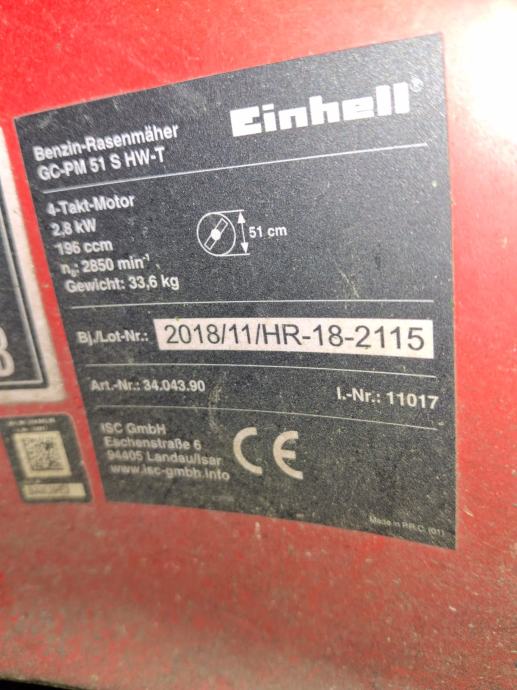 Einhell
Benzin-Rasenmäher
GC-PM 51 S HW-T
4-Takt-Motor
2,8 kW
196 ccm
n₀: 2850 min⁻¹
Gewicht: 33,6 kg
51 cm
Bj./Lot-Nr.: 2018/11/HR-18-2115
Art.-Nr.: 34.043.90
I.-Nr.: 11017
ISC GmbH
Eschenstraße 6
94405 Landau/Isar
www.isc-gmbh.info
CE
Made in P.R.C. (01)